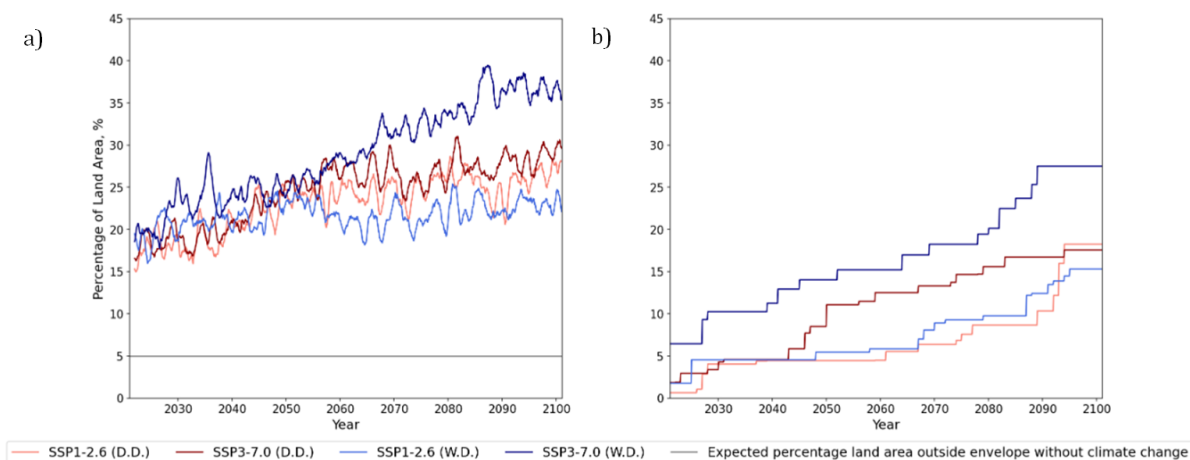 a)
b)
45
40
35
30
25
20
15
10
5
0
Percentage of Land Area, %
2030 2040 2050 2060 2070 2080 2090 2100
Year
45
40
35
30
25
20
15
10
5
0
2030 2040 2050 2060 2070 2080 2090 2100
Year
SSP1-2.6 (D.D.) SSP3-7.0 (D.D.) SSP1-2.6 (W.D.) SSP3-7.0 (W.D.) Expected percentage land area outside envelope without climate change